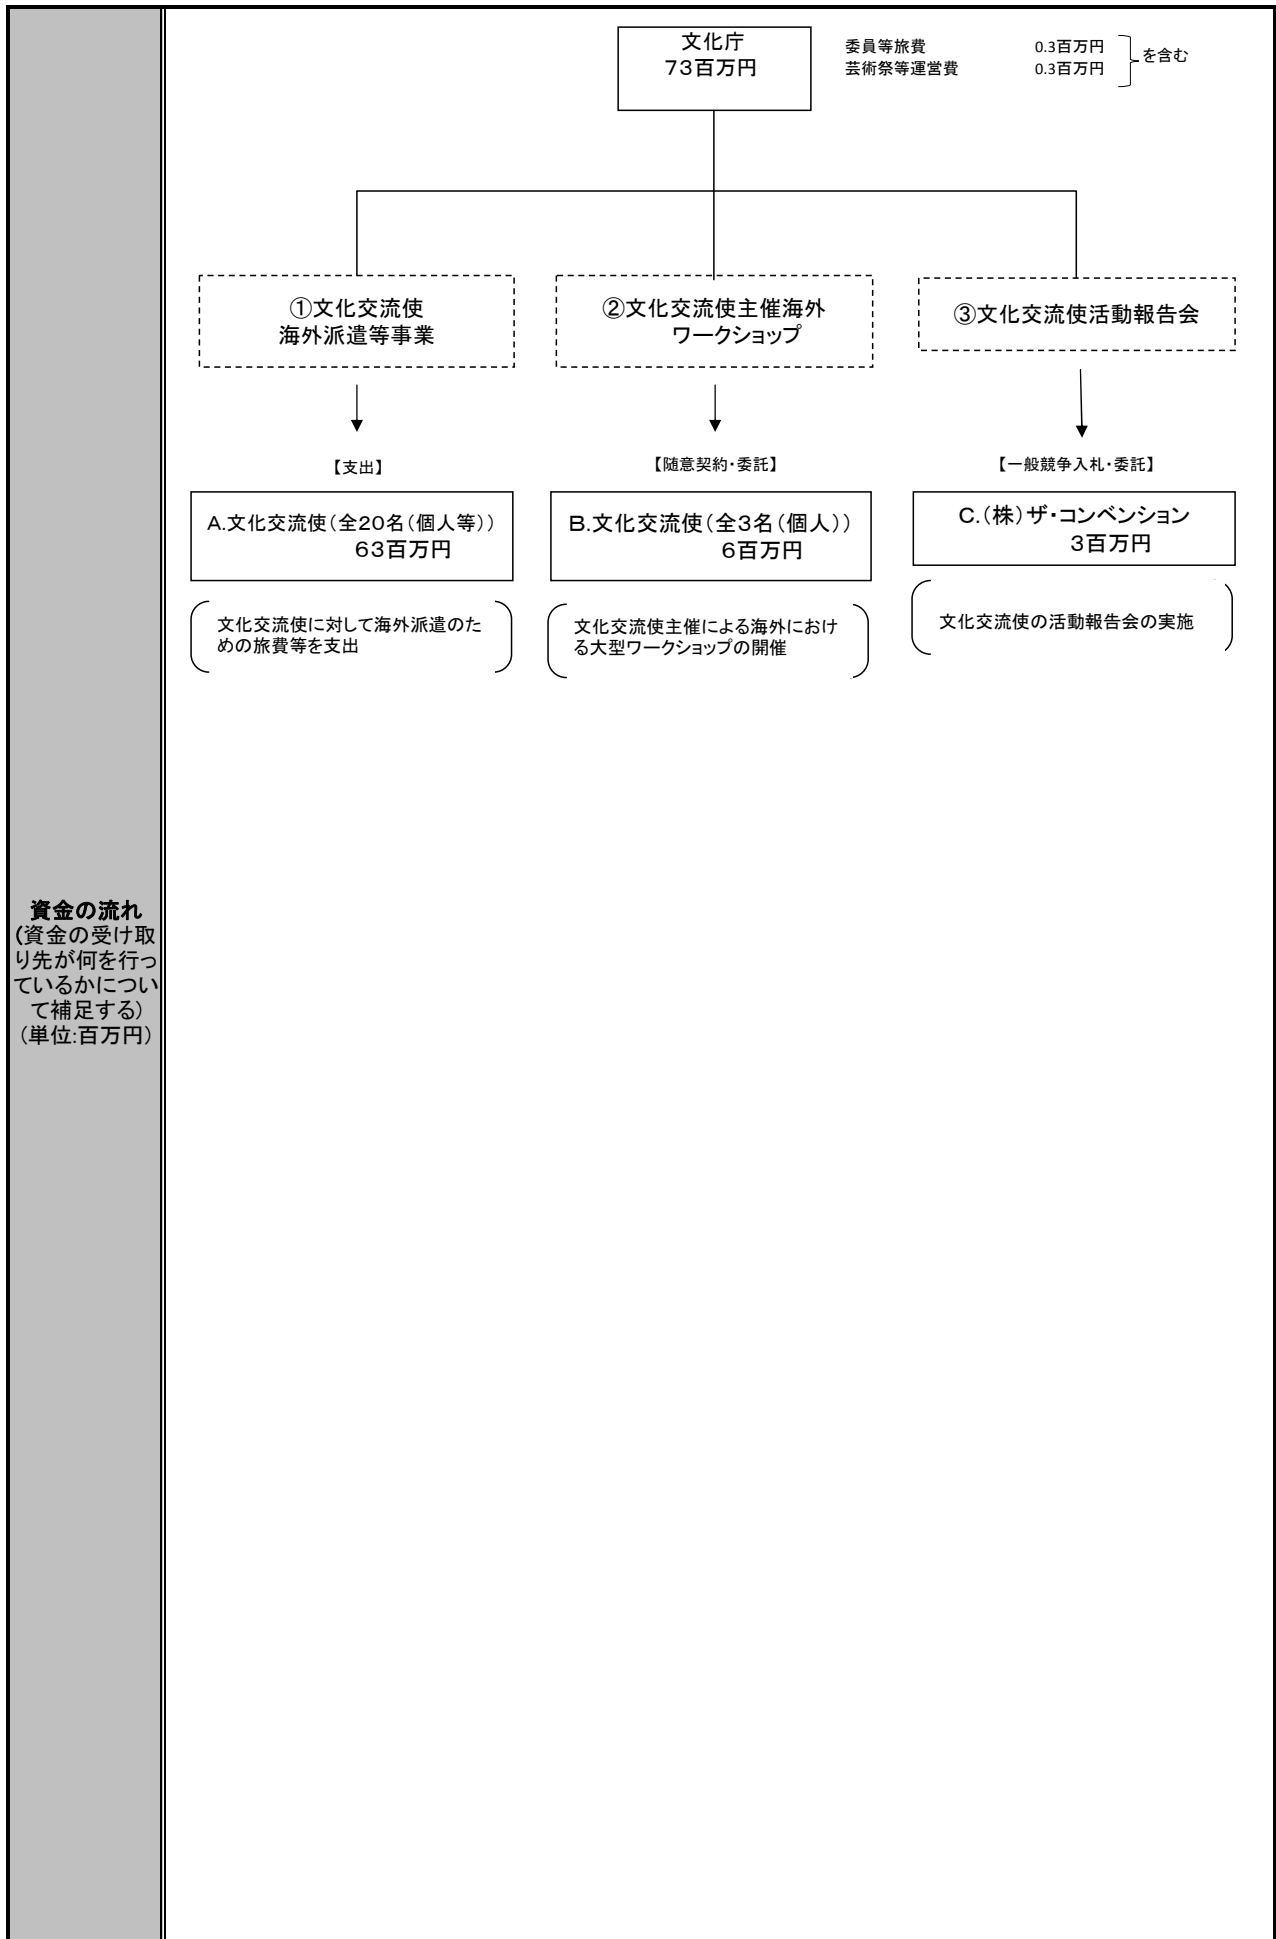 文化庁
73百万円
委員等旅費 0.3百万円
芸術祭等運営費 0.3百万円
を含む
①文化交流使
海外派遣等事業
②文化交流使主催海外
ワークショップ
③文化交流使活動報告会
【支出】
【随意契約・委託】
【一般競争入札・委託】
A.文化交流使(全20名(個人等))
63百万円
B.文化交流使(全3名(個人))
6百万円
C.(株)ザ・コンベンション
3百万円
文化交流使に対して海外派遣のた
めの旅費等を支出
文化交流使主催による海外におけ
る大型ワークショップの開催
文化交流使の活動報告会の実施
資金の流れ
(資金の受け取
り先が何を行っ
ているかについ
て補足する)
(単位:百万円)